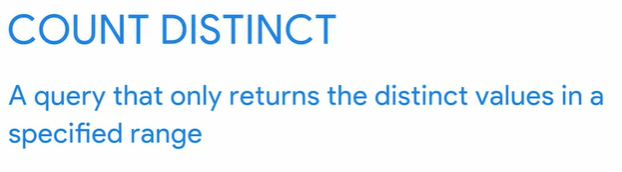 COUNT DISTINCT
A query that only returns the distinct values in a
specified range